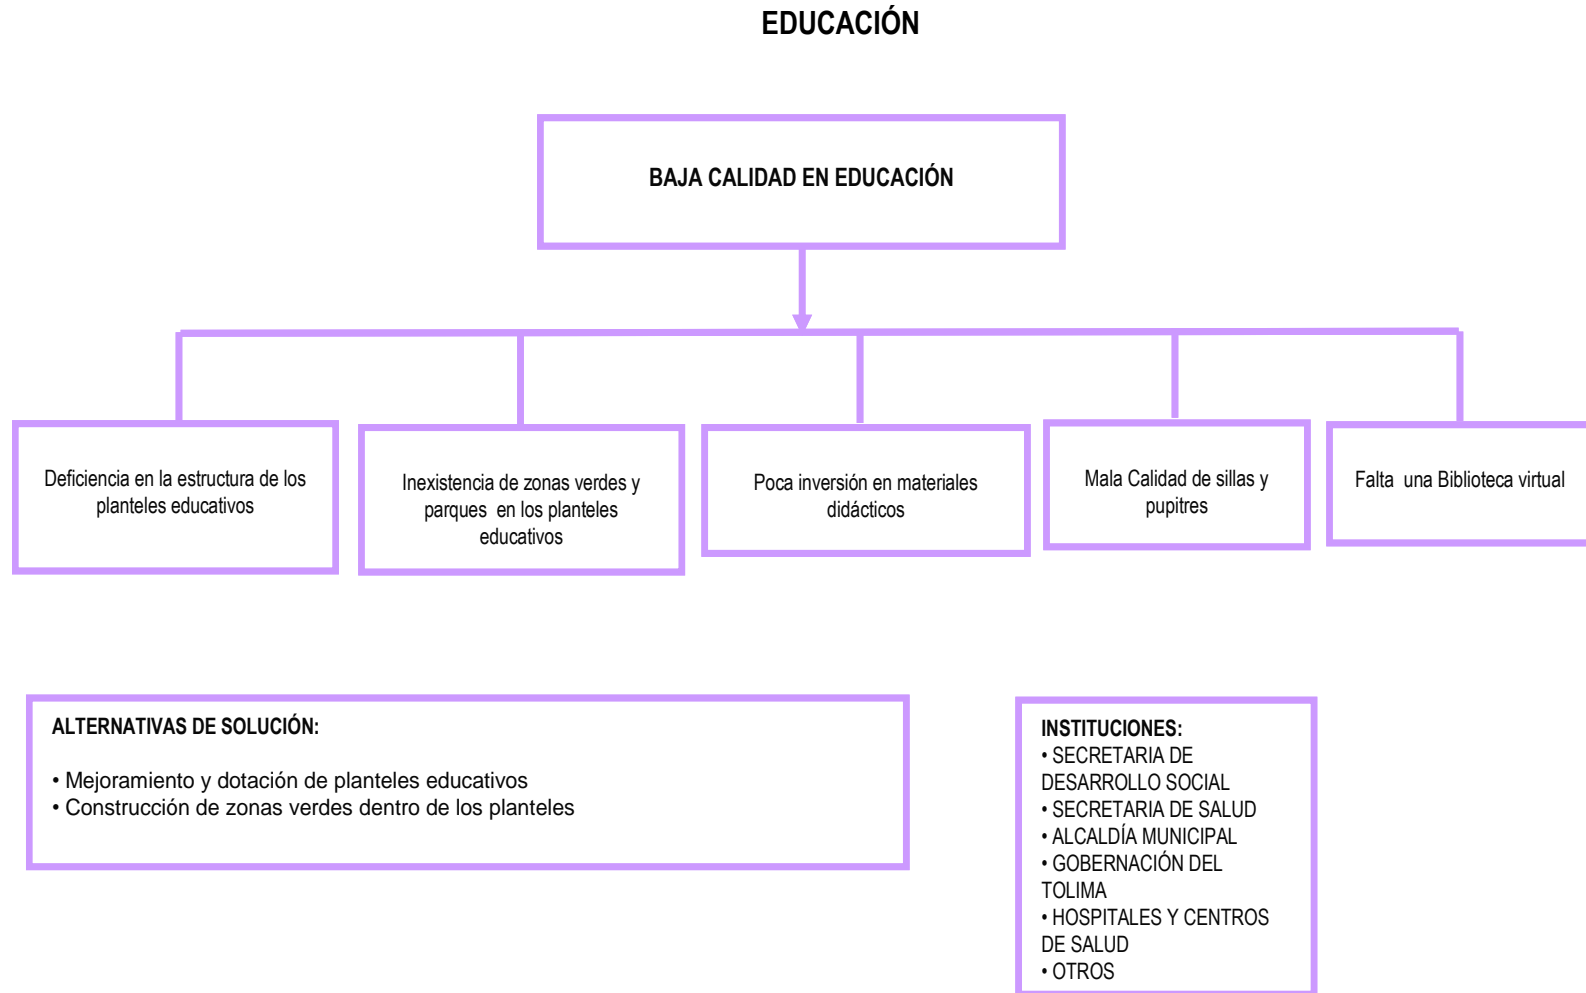 EDUCACIÓN
BAJA CALIDAD EN EDUCACIÓN
Deficiencia en la estructura de los
planteles educativos
Inexistencia de zonas verdes y
parques en los planteles
educativos
Poca inversión en materiales
didácticos
Mala Calidad de sillas y
pupitres
Falta una Biblioteca virtual
ALTERNATIVAS DE SOLUCIÓN:
• Mejoramiento y dotación de planteles educativos
• Construcción de zonas verdes dentro de los planteles
INSTITUCIONES:
• SECRETARIA DE
DESARROLLO SOCIAL
• SECRETARIA DE SALUD
• ALCALDÍA MUNICIPAL
• GOBERNACIÓN DEL
TOLIMA
• HOSPITALES Y CENTROS
DE SALUD
• OTROS